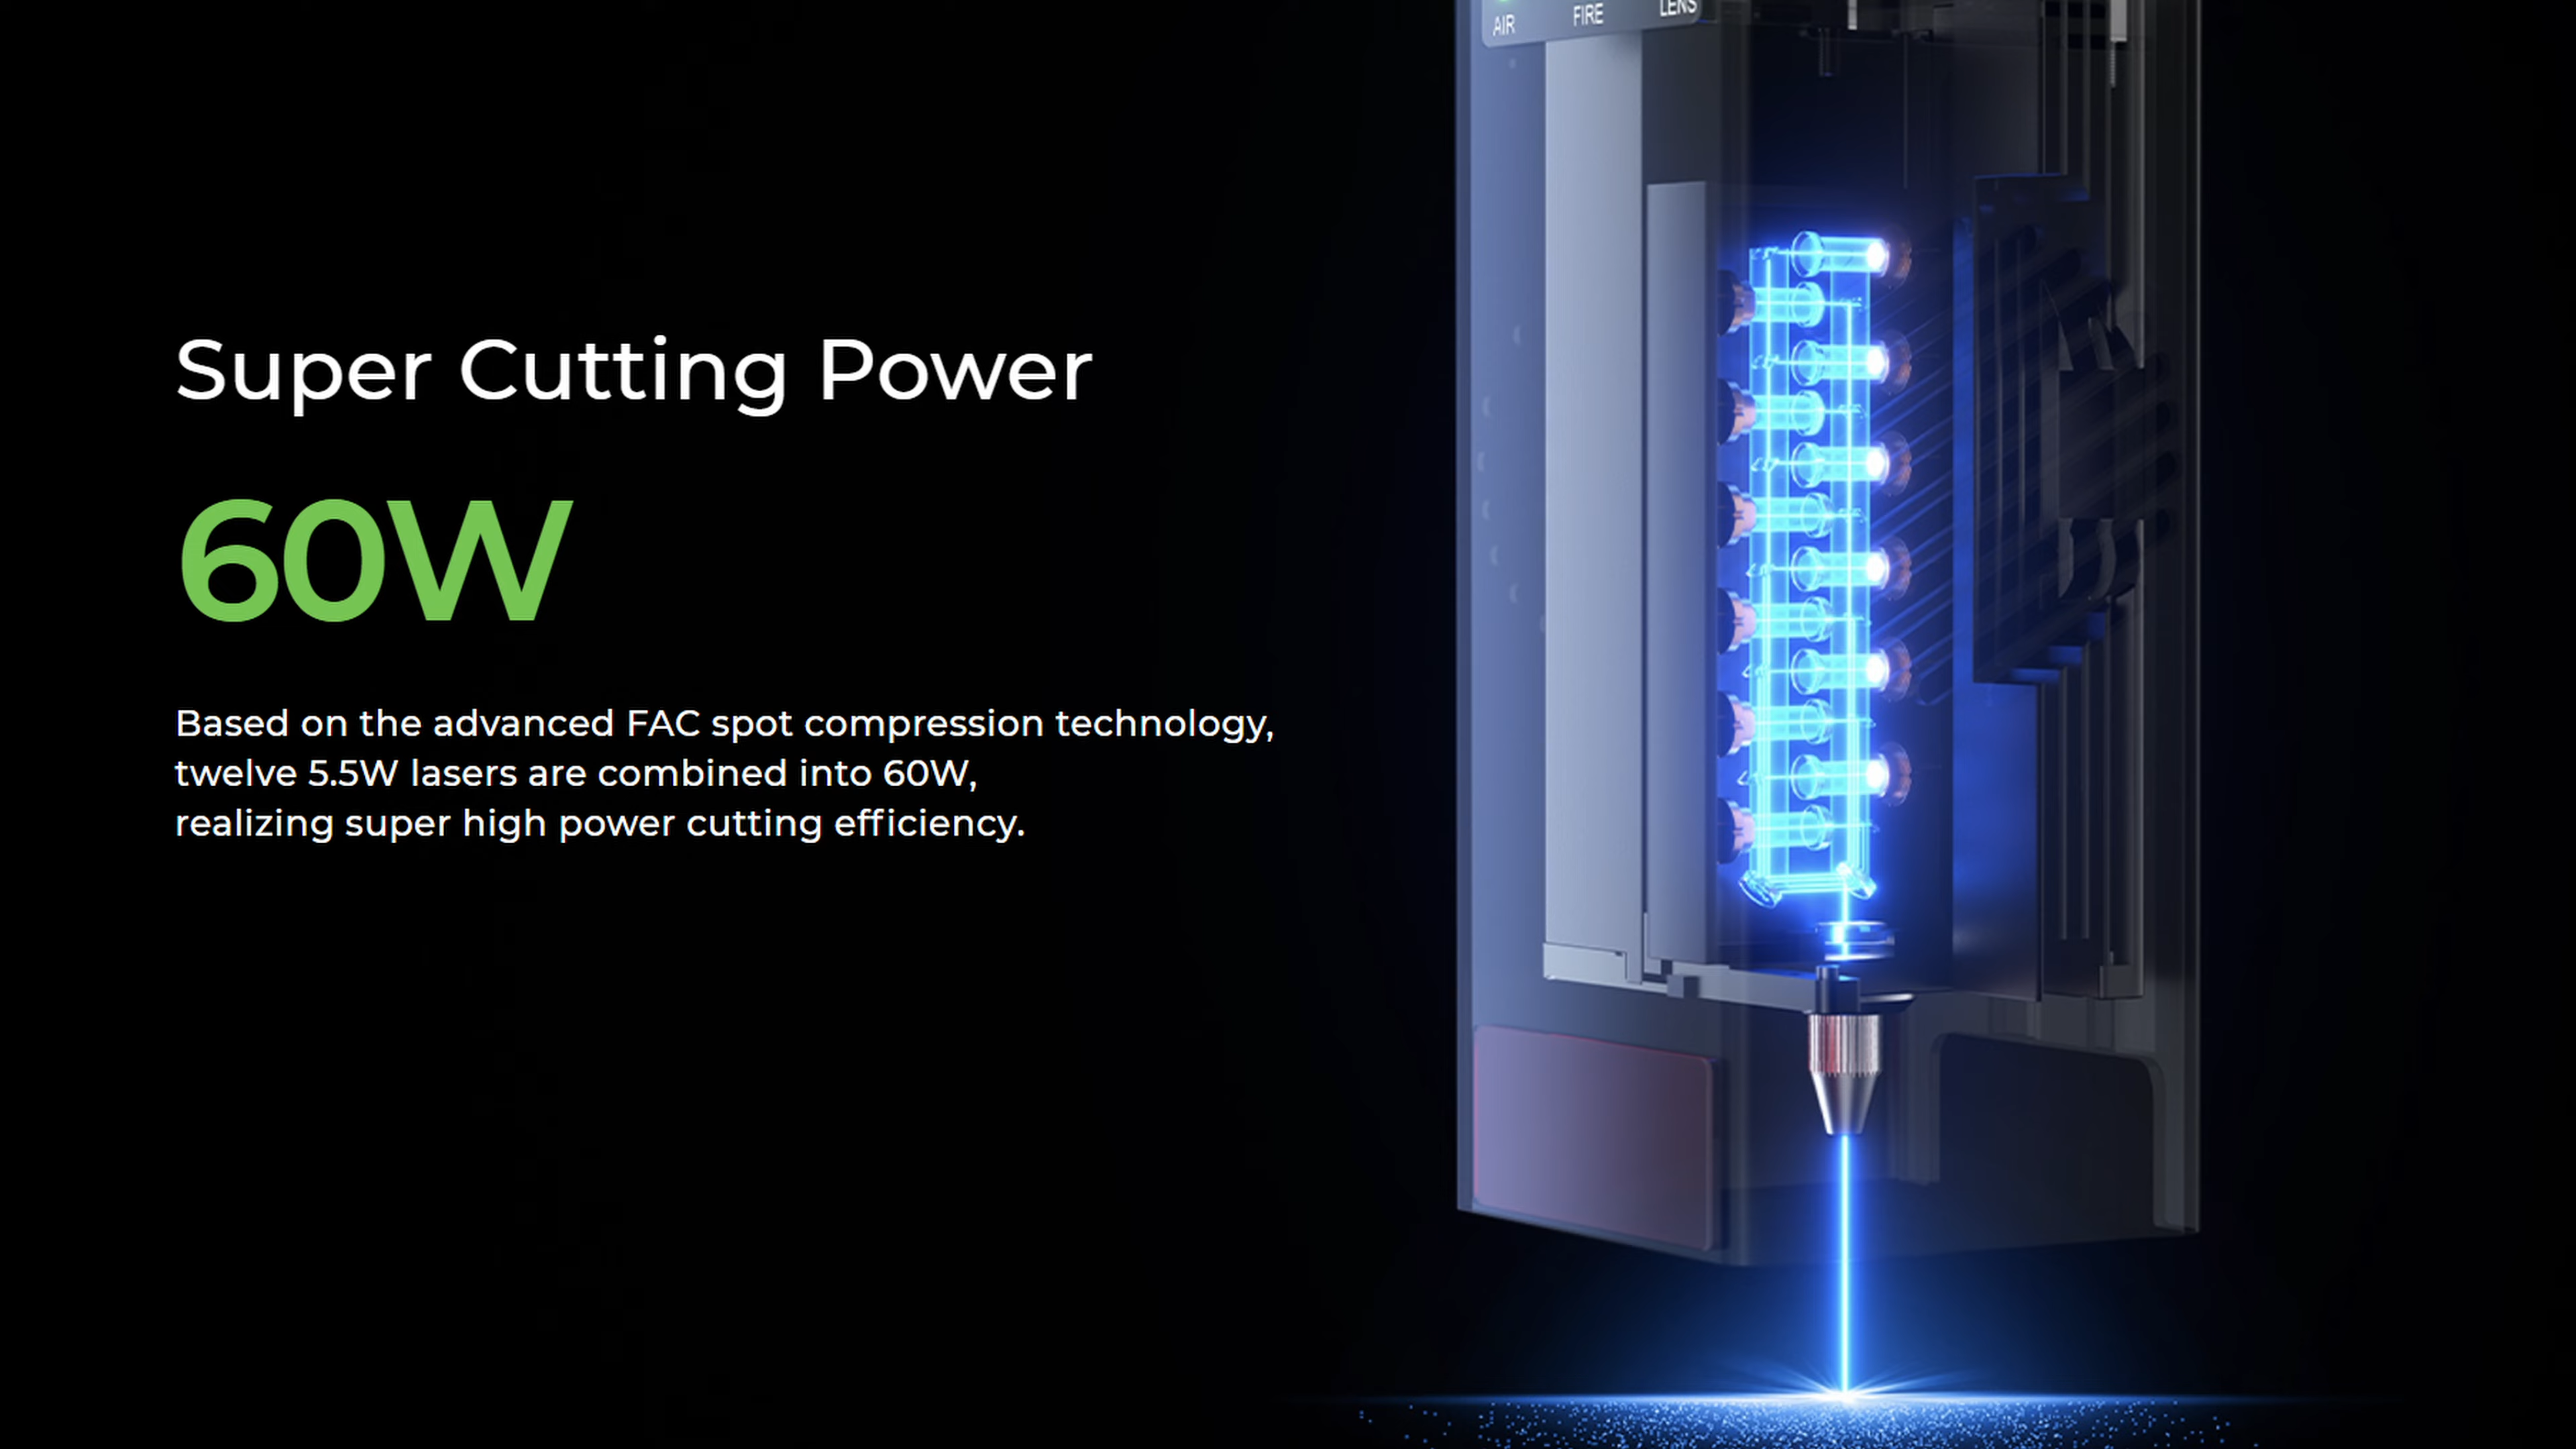 AIR FIRE LENS
Super Cutting Power
60W
Based on the advanced FAC spot compression technology,
twelve 5.5W lasers are combined into 60W,
realizing super high power cutting efficiency.